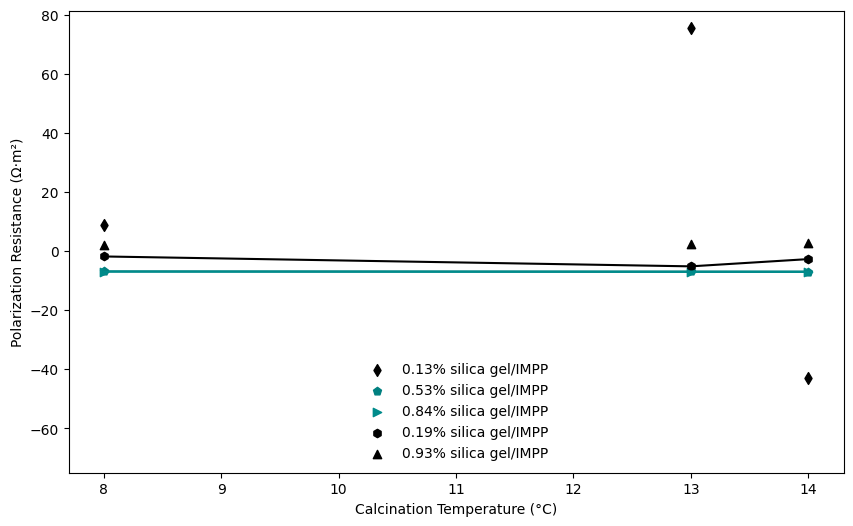 80
60
40
20
0
−20
−40
−60
Polarization Resistance (Ω·m²)
0.13% silica gel/IMPP
0.53% silica gel/IMPP
0.84% silica gel/IMPP
0.19% silica gel/IMPP
0.93% silica gel/IMPP
8 9 10 11 12 13 14
Calcination Temperature (°C)